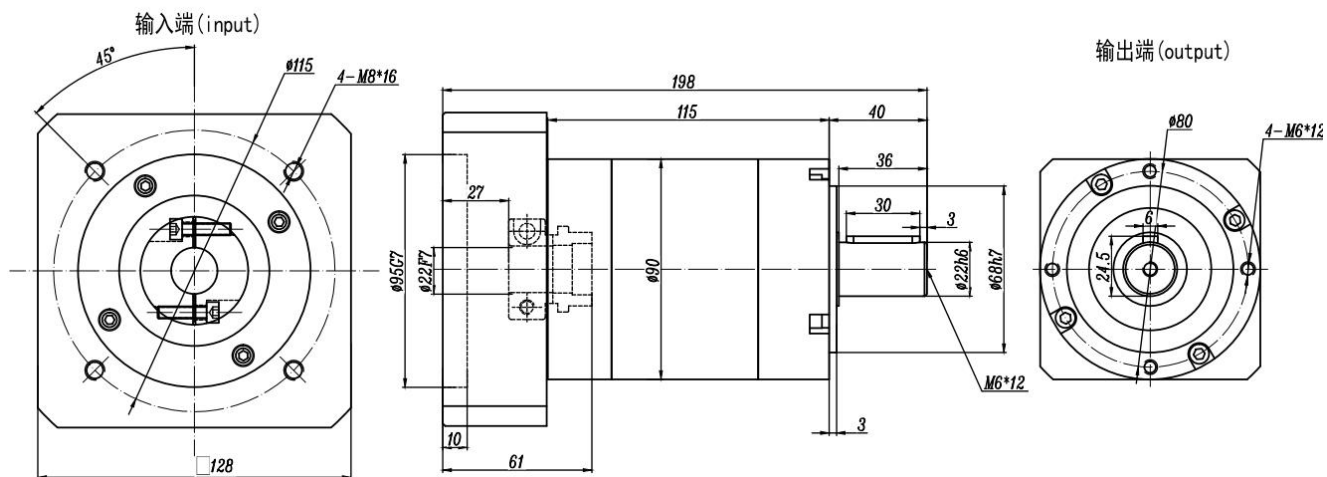 输入端(input)
45°
ø115
4-M8*16
□128
198
115
40
36
30
3
27
ø95G7
ø22F7
ø90
ø22h6
ø68h7
M6*12
10
61
3
输出端(output)
ø80
4-M6*12
6
24.5